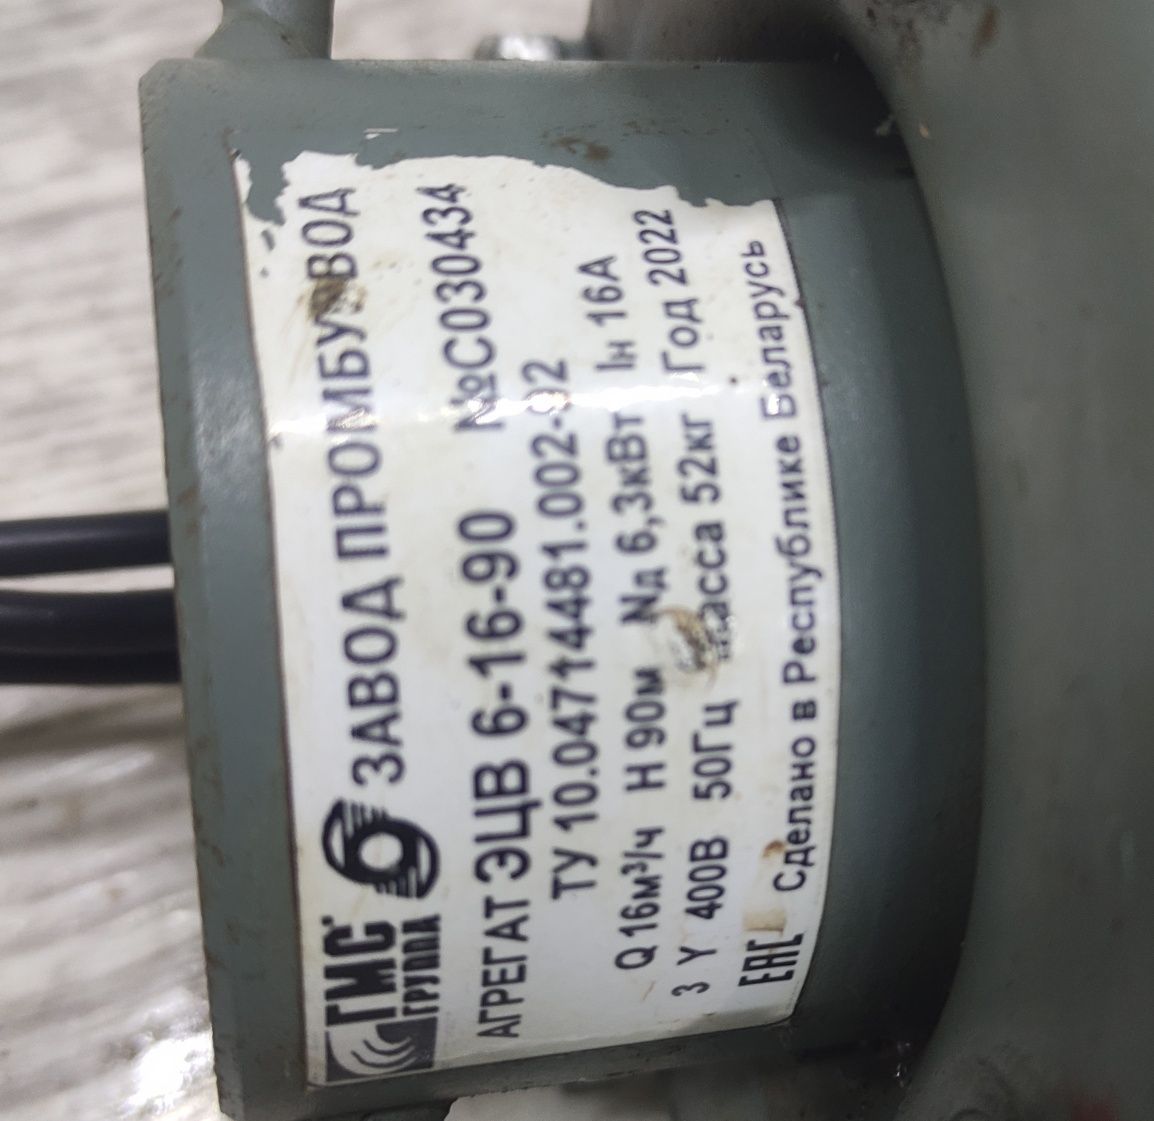 ГМС ГРУППА ЗАВОД ПРОМБУРВОД
АГРЕГАТ ЭЦВ 6-16-90 №С030434
ТУ 10.04714481.002-92
Q 16м³/ч Н 90м Nд 6,3кВт Iн 16А
3 Y 400В 50Гц масса 52кг Год 2022
ЕАС Сделано в Республике Беларусь